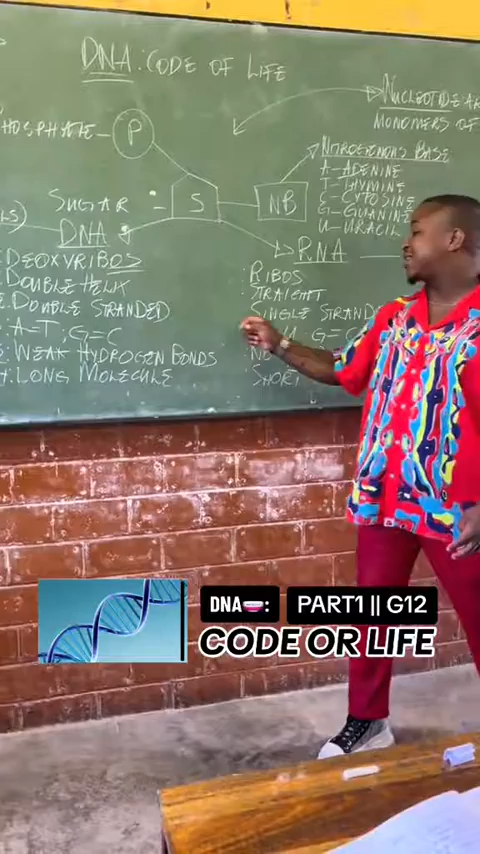 DNA: CODE OF LIFE
NUCLEOTIDE
MONOMERS OF
PHOSPHATE
P
NITROGENOUS BASE
A-ADENINE
T-THYMINE
C-CYTOSINE
G-GUANINE
U-URACIL
SUGAR
S
NB
DNA
RNA
DEOXYRIBOS
DOUBLE HELIX
DOUBLE STRANDED
A=T, G=C
WEAK HYDROGEN BONDS
LONG MOLECULE
RIBOS
STRAIGHT
SINGLE STRAND
G=C
SHORT
DNA🧫:
PART1 || G12
CODE OR LIFE